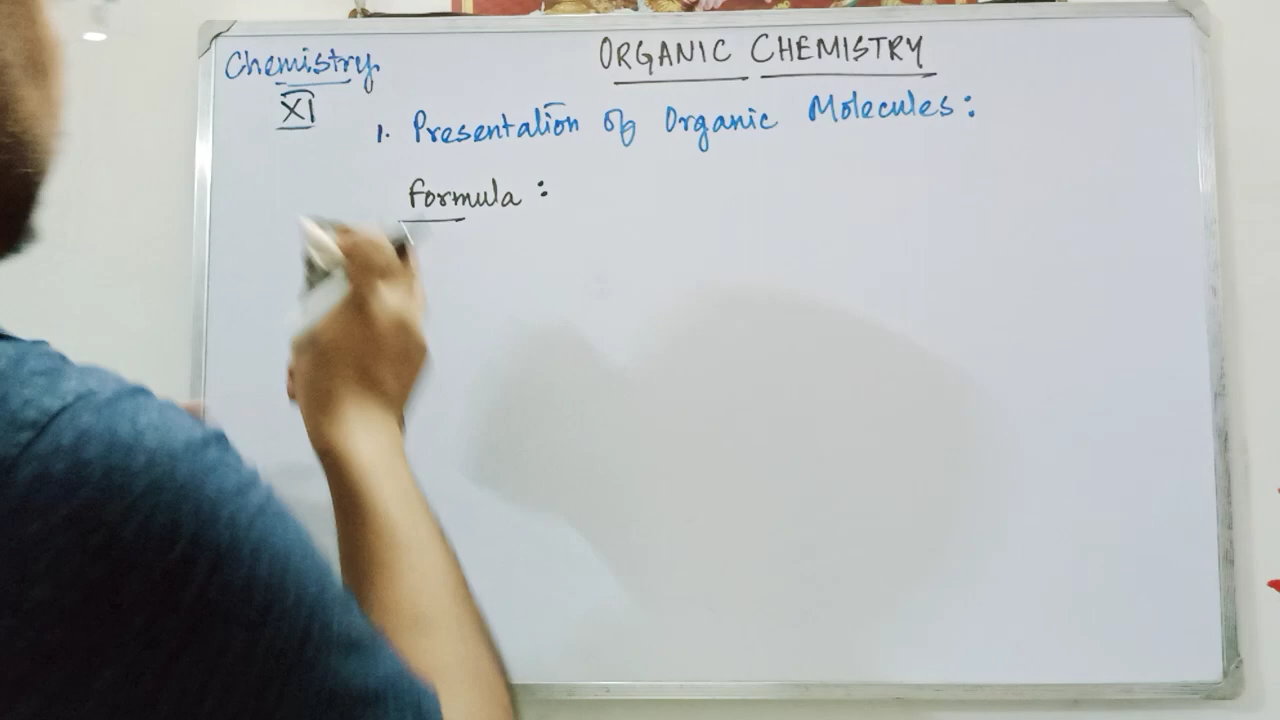 Chemistry
XI
ORGANIC CHEMISTRY
1. Presentation of Organic Molecules:
Formula :